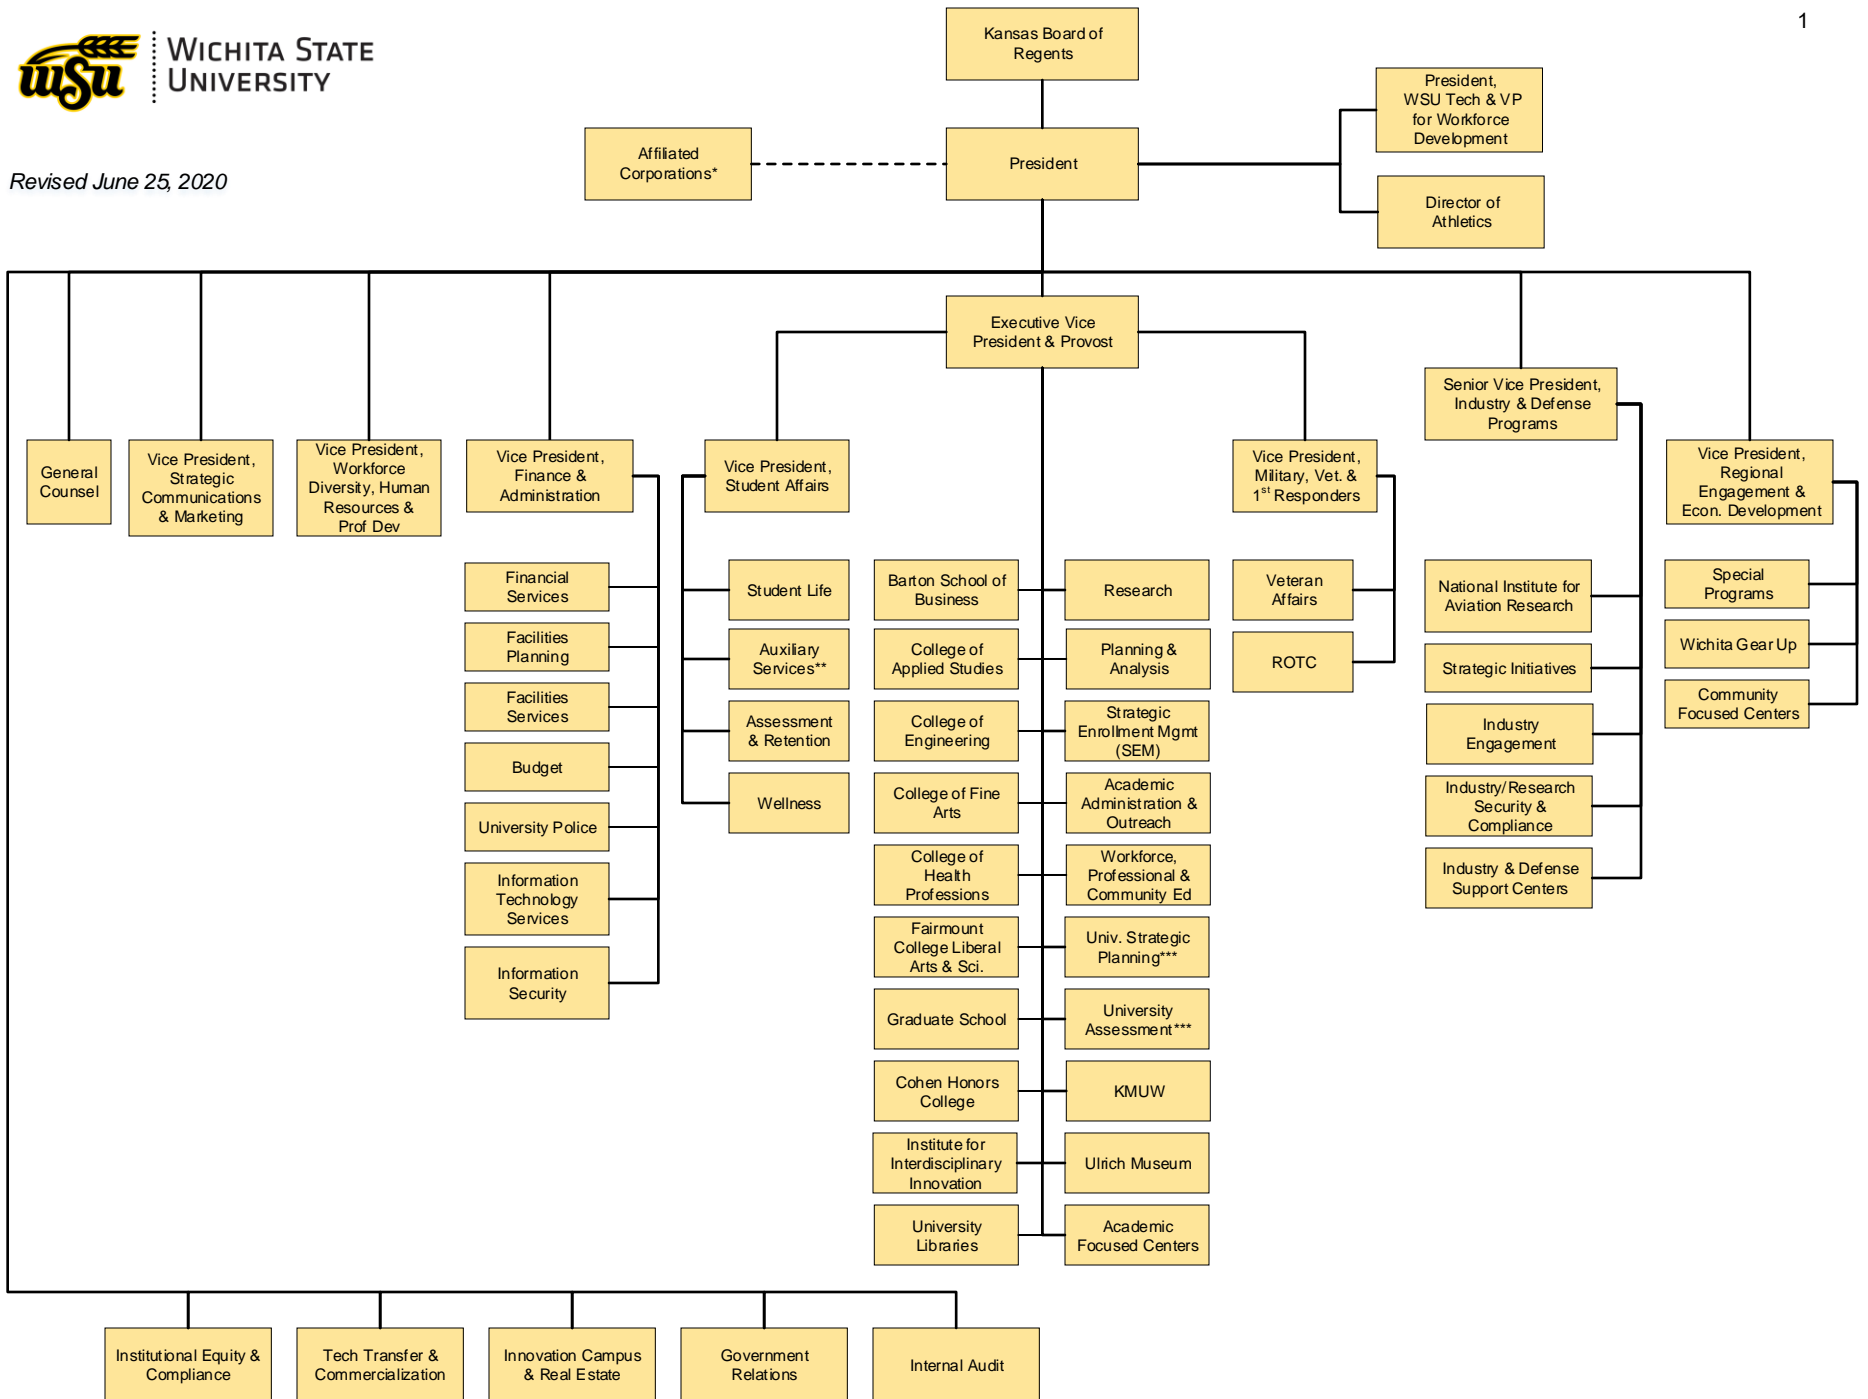 1
wsu
WICHITA STATE
UNIVERSITY
Revised June 25, 2020
Kansas Board of
Regents
President,
WSU Tech & VP
for Workforce
Development
Affiliated
Corporations*
President
Director of
Athletics
Executive Vice
President & Provost
Senior Vice President,
Industry & Defense
Programs
General
Counsel
Vice President,
Strategic
Communications
& Marketing
Vice President,
Workforce
Diversity, Human
Resources &
Prof Dev
Vice President,
Finance &
Administration
Vice President,
Student Affairs
Vice President,
Military, Vet. &
1st Responders
Vice President,
Regional
Engagement &
Econ. Development
Financial
Services
Facilities
Planning
Facilities
Services
Budget
University Police
Information
Technology
Services
Information
Security
Student Life
Auxiliary
Services**
Assessment
& Retention
Wellness
Barton School of
Business
College of
Applied Studies
College of
Engineering
College of Fine
Arts
College of
Health
Professions
Fairmount
College Liberal
Arts & Sci.
Graduate School
Cohen Honors
College
Institute for
Interdisciplinary
Innovation
University
Libraries
Research
Planning &
Analysis
Strategic
Enrollment Mgmt
(SEM)
Academic
Administration &
Outreach
Workforce,
Professional &
Community Ed
Univ. Strategic
Planning***
University
Assessment***
KMUW
Ulrich Museum
Academic
Focused Centers
Veteran
Affairs
ROTC
National Institute for
Aviation Research
Strategic Initiatives
Industry
Engagement
Industry/Research
Security &
Compliance
Industry & Defense
Support Centers
Special
Programs
Wichita Gear Up
Community
Focused Centers
Institutional Equity &
Compliance
Tech Transfer &
Commercialization
Innovation Campus
& Real Estate
Government
Relations
Internal Audit